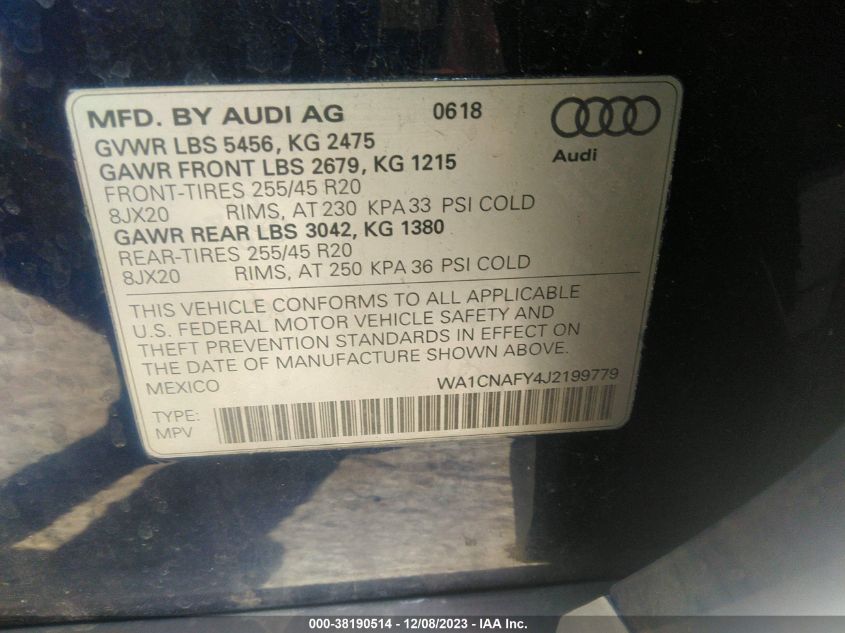 MFD. BY AUDI AG 0618
GVWR LBS 5456, KG 2475
GAWR FRONT LBS 2679, KG 1215
Audi
FRONT-TIRES 255/45 R20
8JX20 RIMS, AT 230 KPA 33 PSI COLD
GAWR REAR LBS 3042, KG 1380
REAR-TIRES 255/45 R20
8JX20 RIMS, AT 250 KPA 36 PSI COLD
THIS VEHICLE CONFORMS TO ALL APPLICABLE
U.S. FEDERAL MOTOR VEHICLE SAFETY AND
THEFT PREVENTION STANDARDS IN EFFECT ON
THE DATE OF MANUFACTURE SHOWN ABOVE.
MEXICO WA1CNAFY4J2199779
TYPE:
MPV
000-38190514 - 12/08/2023 - IAA Inc.